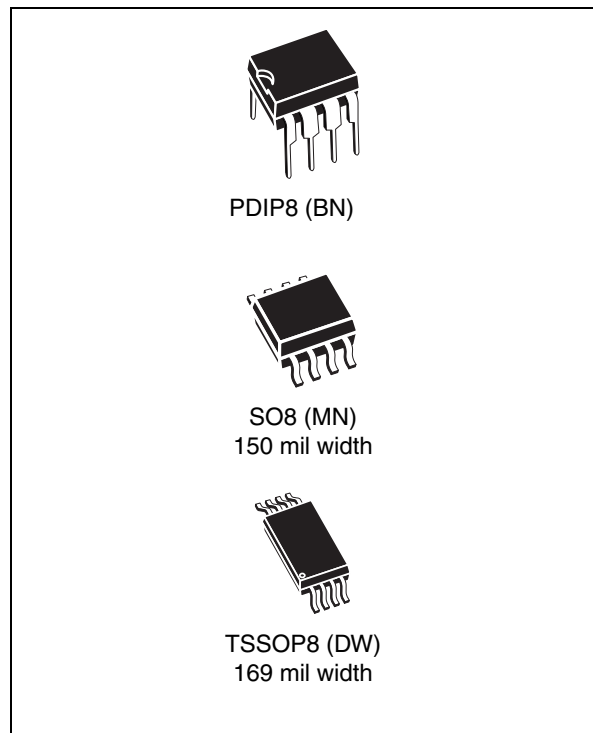 PDIP8 (BN)
SO8 (MN)
150 mil width
TSSOP8 (DW)
169 mil width